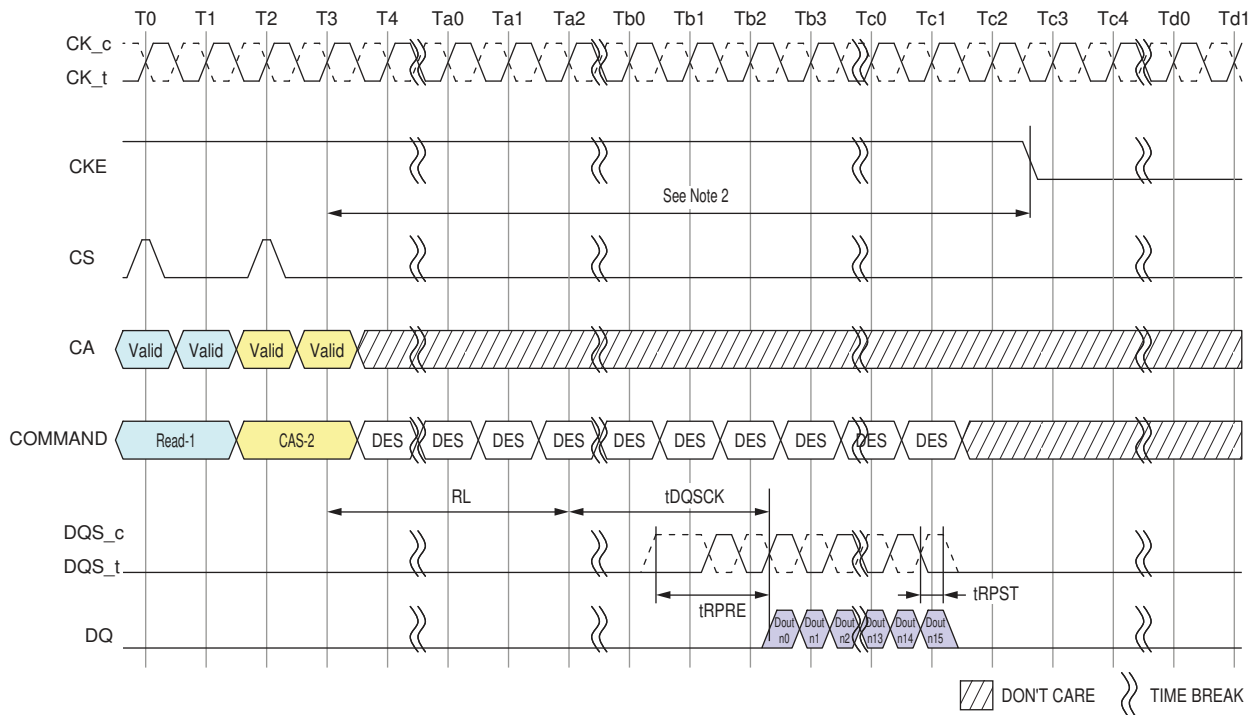 T0 T1 T2 T3 T4 Ta0 Ta1 Ta2 Tb0 Tb1 Tb2 Tb3 Tc0 Tc1 Tc2 Tc3 Tc4 Td0 Td1
CK_c
CK_t
CKE
See Note 2
CS
CA Valid Valid Valid Valid
COMMAND Read-1 CAS-2 DES DES DES DES DES DES DES DES DES DES
RL tDQSCK
DQS_c
DQS_t
tRPRE tRPST
DQ Dout n0 Dout n1 Dout n2 Dout n13 Dout n14 Dout n15
DON'T CARE TIME BREAK